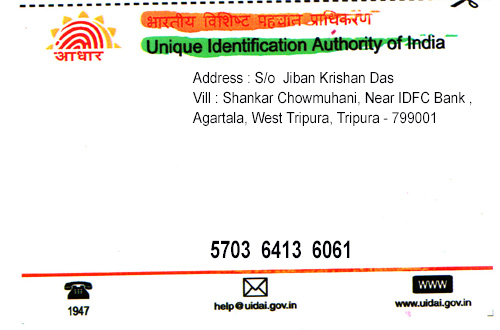 भारतीय विशिष्ट पहचान प्राधिकरण
Unique Identification Authority of India
आधार
Address : S/o Jiban Krishan Das
Vill : Shankar Chowmuhani, Near IDFC Bank ,
Agartala, West Tripura, Tripura - 799001
5703 6413 6061
WWW
1947
help@uidai.gov.in
www.uidai.gov.in